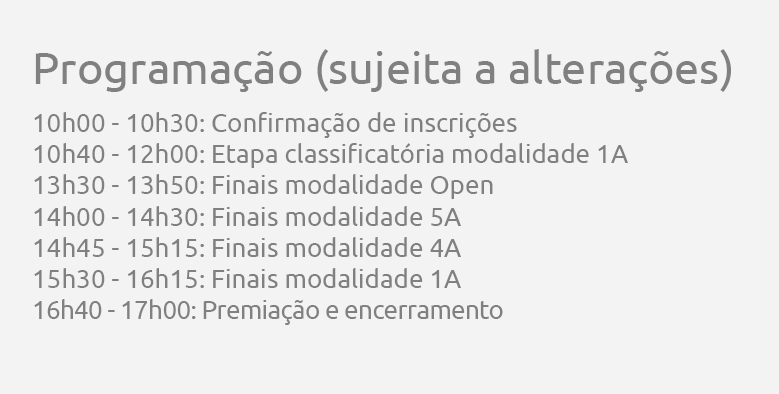 Programação (sujeita a alterações)
10h00 - 10h30: Confirmação de inscrições
10h40 - 12h00: Etapa classificatória modalidade 1A
13h30 - 13h50: Finais modalidade Open
14h00 - 14h30: Finais modalidade 5A
14h45 - 15h15: Finais modalidade 4A
15h30 - 16h15: Finais modalidade 1A
16h40 - 17h00: Premiação e encerramento